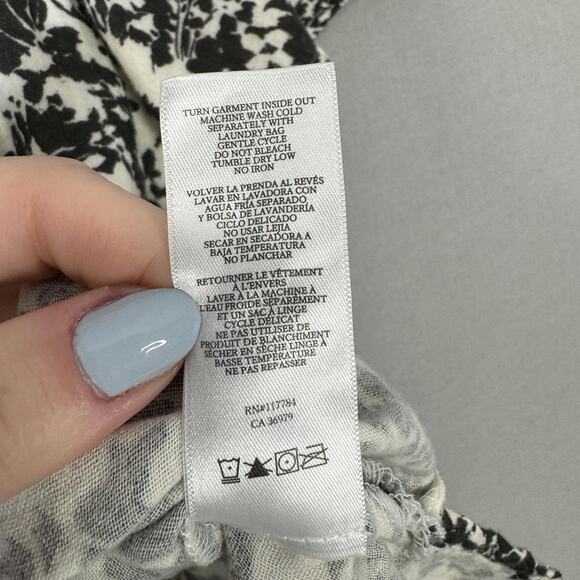 TURN GARMENT INSIDE OUT
MACHINE WASH COLD
SEPARATELY WITH
LAUNDRY BAG
GENTLE CYCLE
DO NOT BLEACH
TUMBLE DRY LOW
NO IRON
VOLVER LA PRENDA AL REVÉS
LAVAR EN LAVADORA CON
AGUA FRÍA SEPARADO
Y BOLSA DE LAVANDERÍA
CICLO DELICADO
NO USAR LEJIA
SECAR EN SECADORA A
BAJA TEMPERATURA
NO PLANCHAR
RETOURNER LE VÊTEMENT
À L'ENVERS
LAVER À LA MACHINE À
L'EAU FROIDE SÉPARÉMENT
ET UN SAC À LINGE
CYCLE DÉLICAT
NE PAS UTILISER DE
PRODUIT DE BLANCHIMENT
SÉCHER EN SÈCHE LINGE À
BASSE TEMPÉRATURE
NE PAS REPASSER
RN#117784
CA 36979